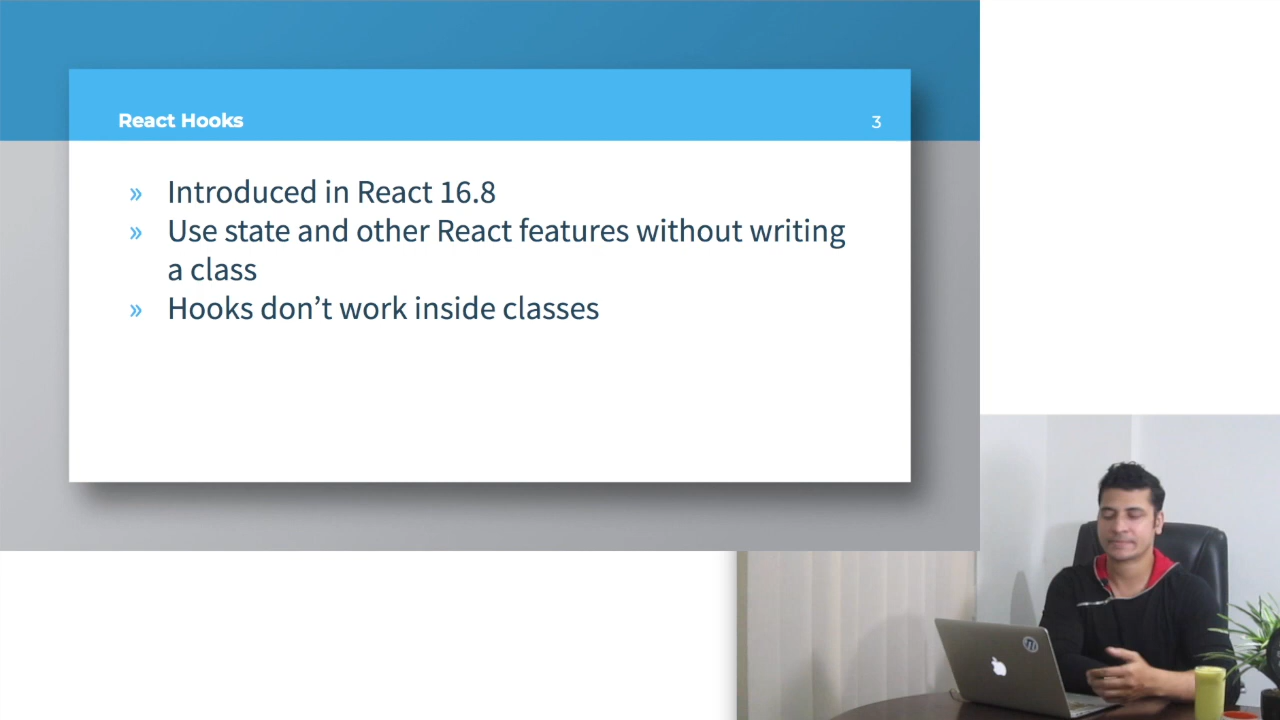 React Hooks
3
» Introduced in React 16.8
» Use state and other React features without writing
a class
» Hooks don’t work inside classes